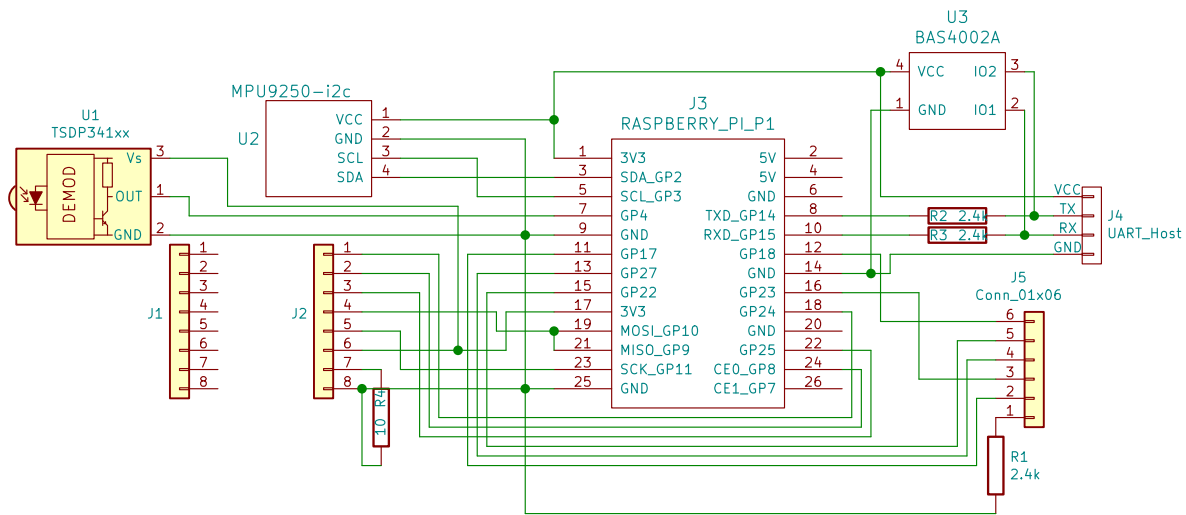 U3
BAS4002A
4 VCC IO2 3
1 GND IO1 2
MPU9250-i2c
U2
VCC 1
GND 2
SCL 3
SDA 4
U1
TSDP341xx
DEMOD
Vs 3
OUT 1
GND 2
J3
RASPBERRY_PI_P1
1 3V3 5V 2
3 SDA_GP2 5V 4
5 SCL_GP3 GND 6
7 GP4 TXD_GP14 8
9 GND RXD_GP15 10
11 GP17 GP18 12
13 GP27 GND 14
15 GP22 GP23 16
17 3V3 GP24 18
19 MOSI_GP10 GND 20
21 MISO_GP9 GP25 22
23 SCK_GP11 CE0_GP8 24
25 GND CE1_GP7 26
R2 2.4k
R3 2.4k
VCC
TX
RX
GND
J4
UART_Host
J1
1
2
3
4
5
6
7
8
J2
1
2
3
4
5
6
7
8
10 R4
J5
Conn_01x06
6
5
4
3
2
1
R1
2.4k